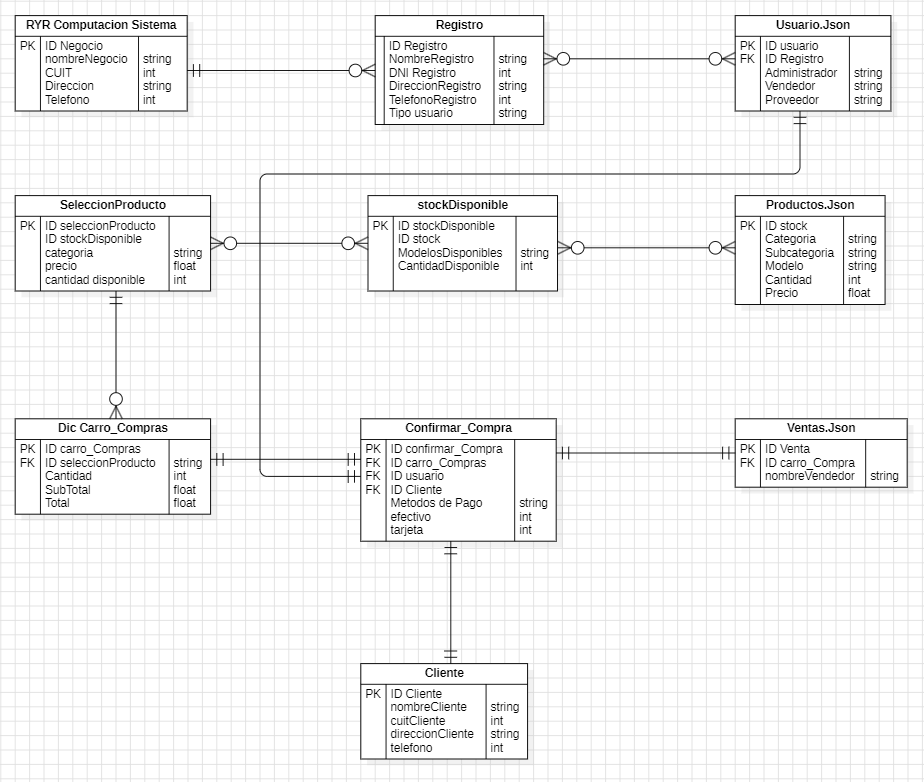 RYR Computacion Sistema
PK ID Negocio
nombreNegocio string
CUIT int
Direccion string
Telefono int
Registro
ID Registro
NombreRegistro string
DNI Registro int
DireccionRegistro string
TelefonoRegistro int
Tipo usuario string
Usuario.Json
PK ID usuario
FK ID Registro
Administrador string
Vendedor string
Proveedor string
SeleccionProducto
PK ID seleccionProducto
ID stockDisponible
categoria string
precio float
cantidad disponible int
stockDisponible
PK ID stockDisponible
ID stock
ModelosDisponibles string
CantidadDisponible int
Productos.Json
PK ID stock
Categoria string
Subcategoria string
Modelo string
Cantidad int
Precio float
Dic Carro_Compras
PK ID carro_Compras
FK ID seleccionProducto string
Cantidad int
SubTotal float
Total float
Confirmar_Compra
PK ID confirmar_Compra
FK ID carro_Compras
FK ID usuario
FK ID Cliente
Metodos de Pago string
efectivo int
tarjeta int
Ventas.Json
PK ID Venta
FK ID carro_Compra
nombreVendedor string
Cliente
PK ID Cliente
nombreCliente string
cuitCliente int
direccionCliente string
telefono int